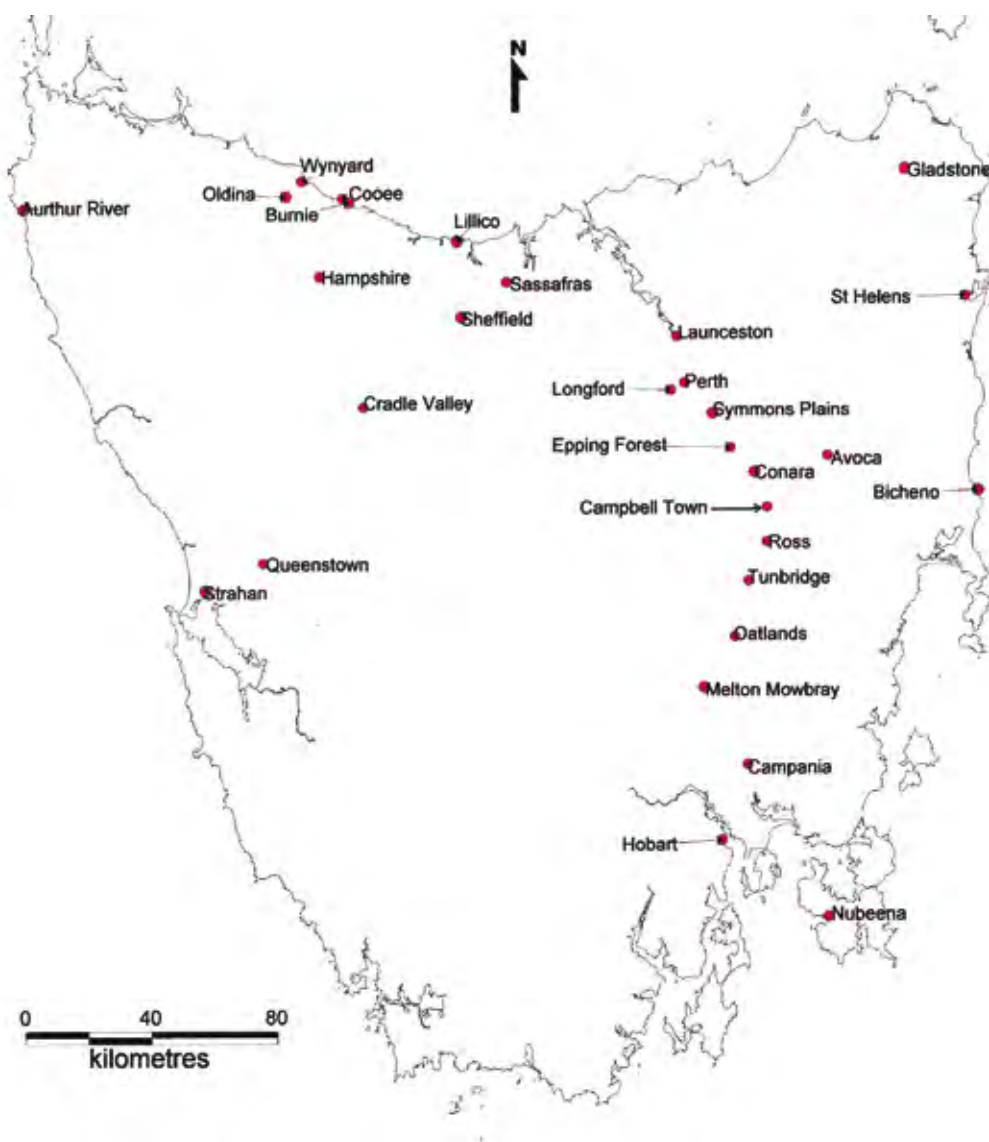 N
Wynyard
Gladstone
Oldina
Cooee
Burnie
Aurthur River
Lillico
Hampshire
Sassafras
St Helens
Sheffield
Launceston
Perth
Longford
Cradle Valley
Symmons Plains
Epping Forest
Avoca
Conara
Bicheno
Campbell Town
Ross
Queenstown
Tunbridge
Strahan
Oatlands
Melton Mowbray
Campania
Hobart
Nubeena
0 40 80
kilometres